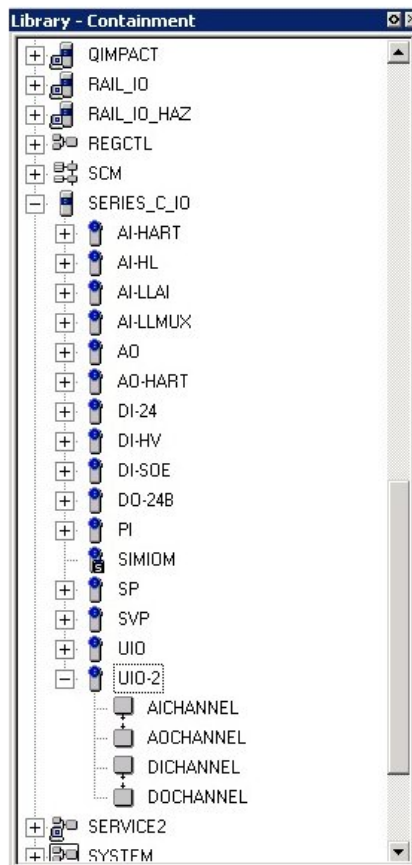 Library - Containment
QIMPACT
RAIL_IO
RAIL_IO_HAZ
REGCTL
SCM
SERIES_C_IO
AI-HART
AI-HL
AI-LLAI
AI-LLMUX
AO
AO-HART
DI-24
DI-HV
DI-SOE
DO-24B
PI
SIMIOM
SP
SVP
UIO
UIO-2
AICHANNEL
AOCHANNEL
DICHANNEL
DOCHANNEL
SERVICE2
SYSTEM